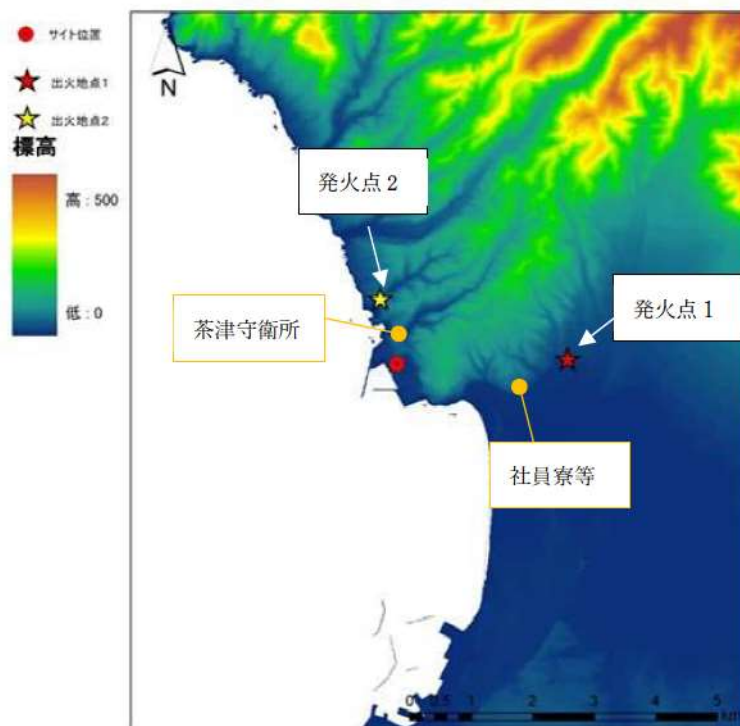 サイト位置
出火地点1
出火地点2
標高
高 : 500
低 : 0
N
発火点 2
茶津守衛所
発火点 1
社員寮等
0 0.5 1 2 3 4 5
km